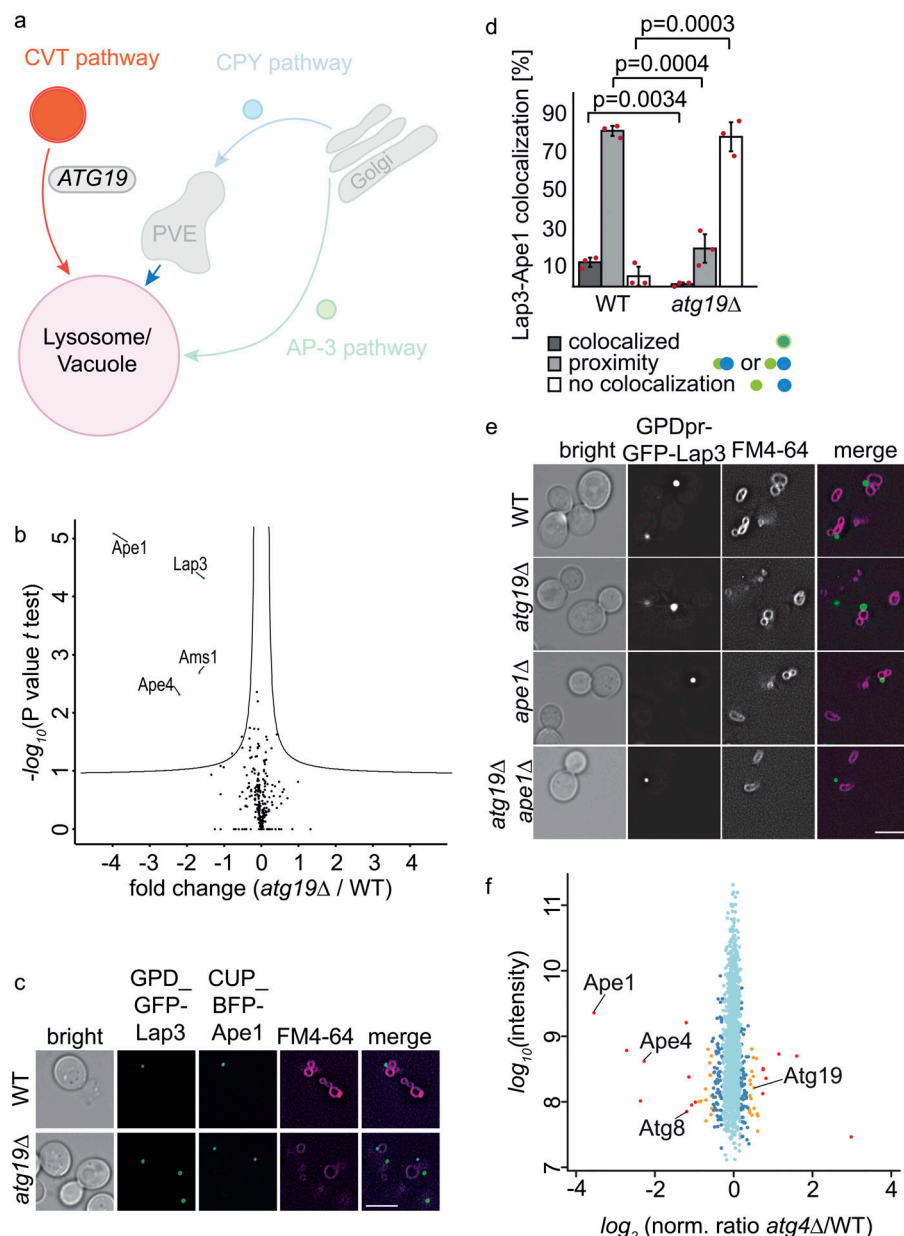 a
CVT pathway
CPY pathway
ATG19
Golgi
PVE
Lysosome/
Vacuole
AP-3 pathway
b
-log10(P value t test)
5
4
3
2
1
0
Ape1
Lap3
Ams1
Ape4
-4 -3 -2 -1 0 1 2 3 4
fold change (atg19Δ / WT)
c
bright
GPD_
GFP-
Lap3
CUP_
BFP-
Ape1
FM4-64
merge
WT
atg19Δ
d
p=0.0003
p=0.0004
p=0.0034
Lap3-Ape1 colocalization [%]
90
70
50
30
10
WT
atg19Δ
colocalized
proximity
or
no colocalization
e
bright
GPDpr-
GFP-Lap3
FM4-64
merge
WT
atg19Δ
ape1Δ
atg19Δ
ape1Δ
f
log10(intensity)
11
10
9
8
7
Ape1
Ape4
Atg19
Atg8
-4 -2 0 2 4
log2 (norm. ratio atg4Δ/WT)